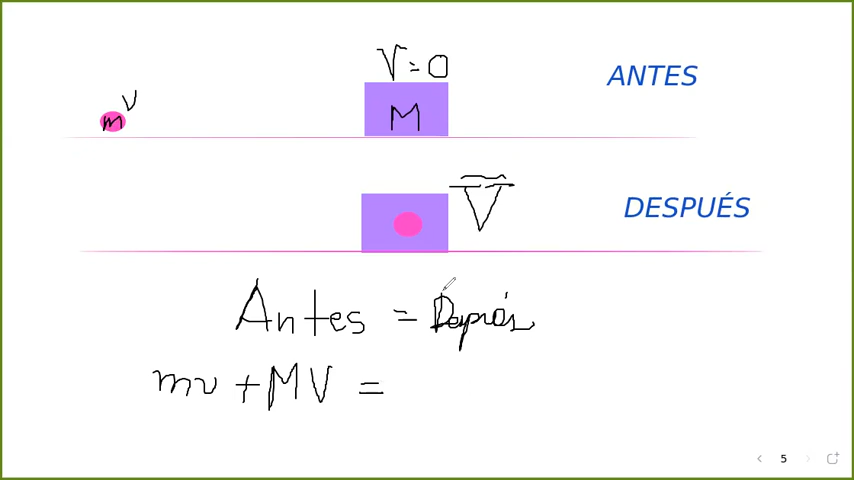 V=0
ANTES
v
m
M
V
DESPUÉS
Antes = Después
mv + MV =
5